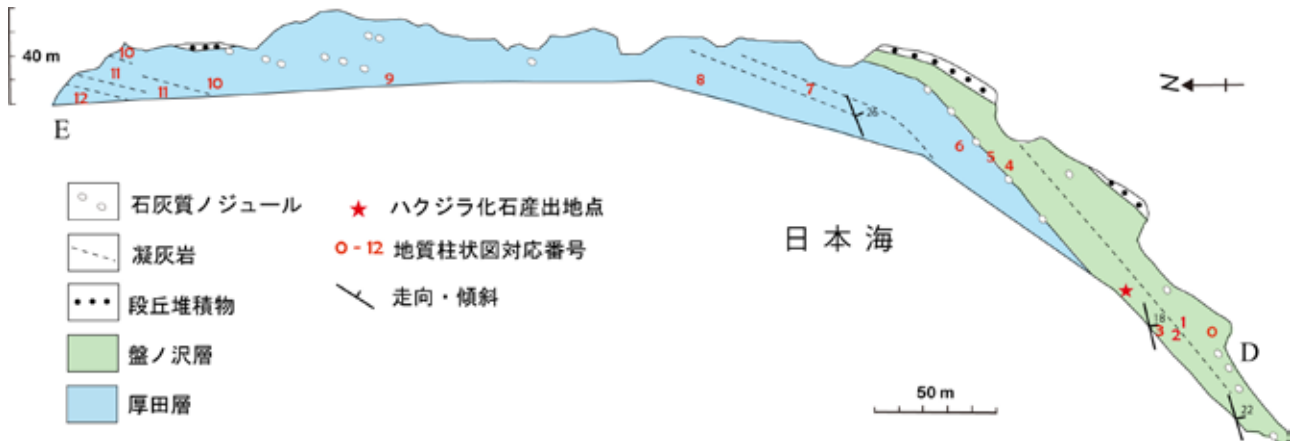 40 m
10
11
12
11
10
9
8
7
26
6
5
4
N
E
日本海
石灰質ノジュール
凝灰岩
段丘堆積物
盤ノ沢層
厚田層
ハクジラ化石産出地点
0 - 12 地質柱状図対応番号
走向・傾斜
18
3
2
1
0
D
22
50 m